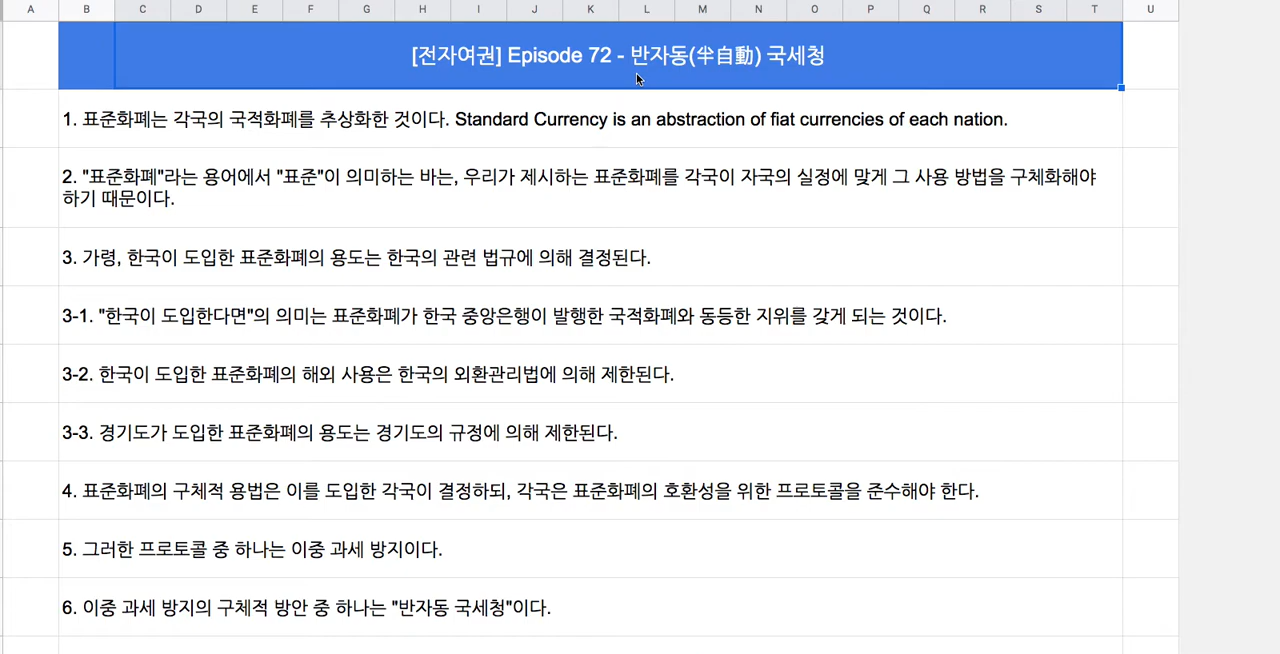 A B C D E F G H I J K L M N O P Q R S T U
[전자여권] Episode 72 - 반자동(半自動) 국세청
1. 표준화폐는 각국의 국적화폐를 추상화한 것이다. Standard Currency is an abstraction of fiat currencies of each nation.
2. "표준화폐"라는 용어에서 "표준"이 의미하는 바는, 우리가 제시하는 표준화폐를 각국이 자국의 실정에 맞게 그 사용 방법을 구체화해야
하기 때문이다.
3. 가령, 한국이 도입한 표준화폐의 용도는 한국의 관련 법규에 의해 결정된다.
3-1. "한국이 도입한다면"의 의미는 표준화폐가 한국 중앙은행이 발행한 국적화폐와 동등한 지위를 갖게 되는 것이다.
3-2. 한국이 도입한 표준화폐의 해외 사용은 한국의 외환관리법에 의해 제한된다.
3-3. 경기도가 도입한 표준화폐의 용도는 경기도의 규정에 의해 제한된다.
4. 표준화폐의 구체적 용법은 이를 도입한 각국이 결정하되, 각국은 표준화폐의 호환성을 위한 프로토콜을 준수해야 한다.
5. 그러한 프로토콜 중 하나는 이중 과세 방지이다.
6. 이중 과세 방지의 구체적 방안 중 하나는 "반자동 국세청"이다.